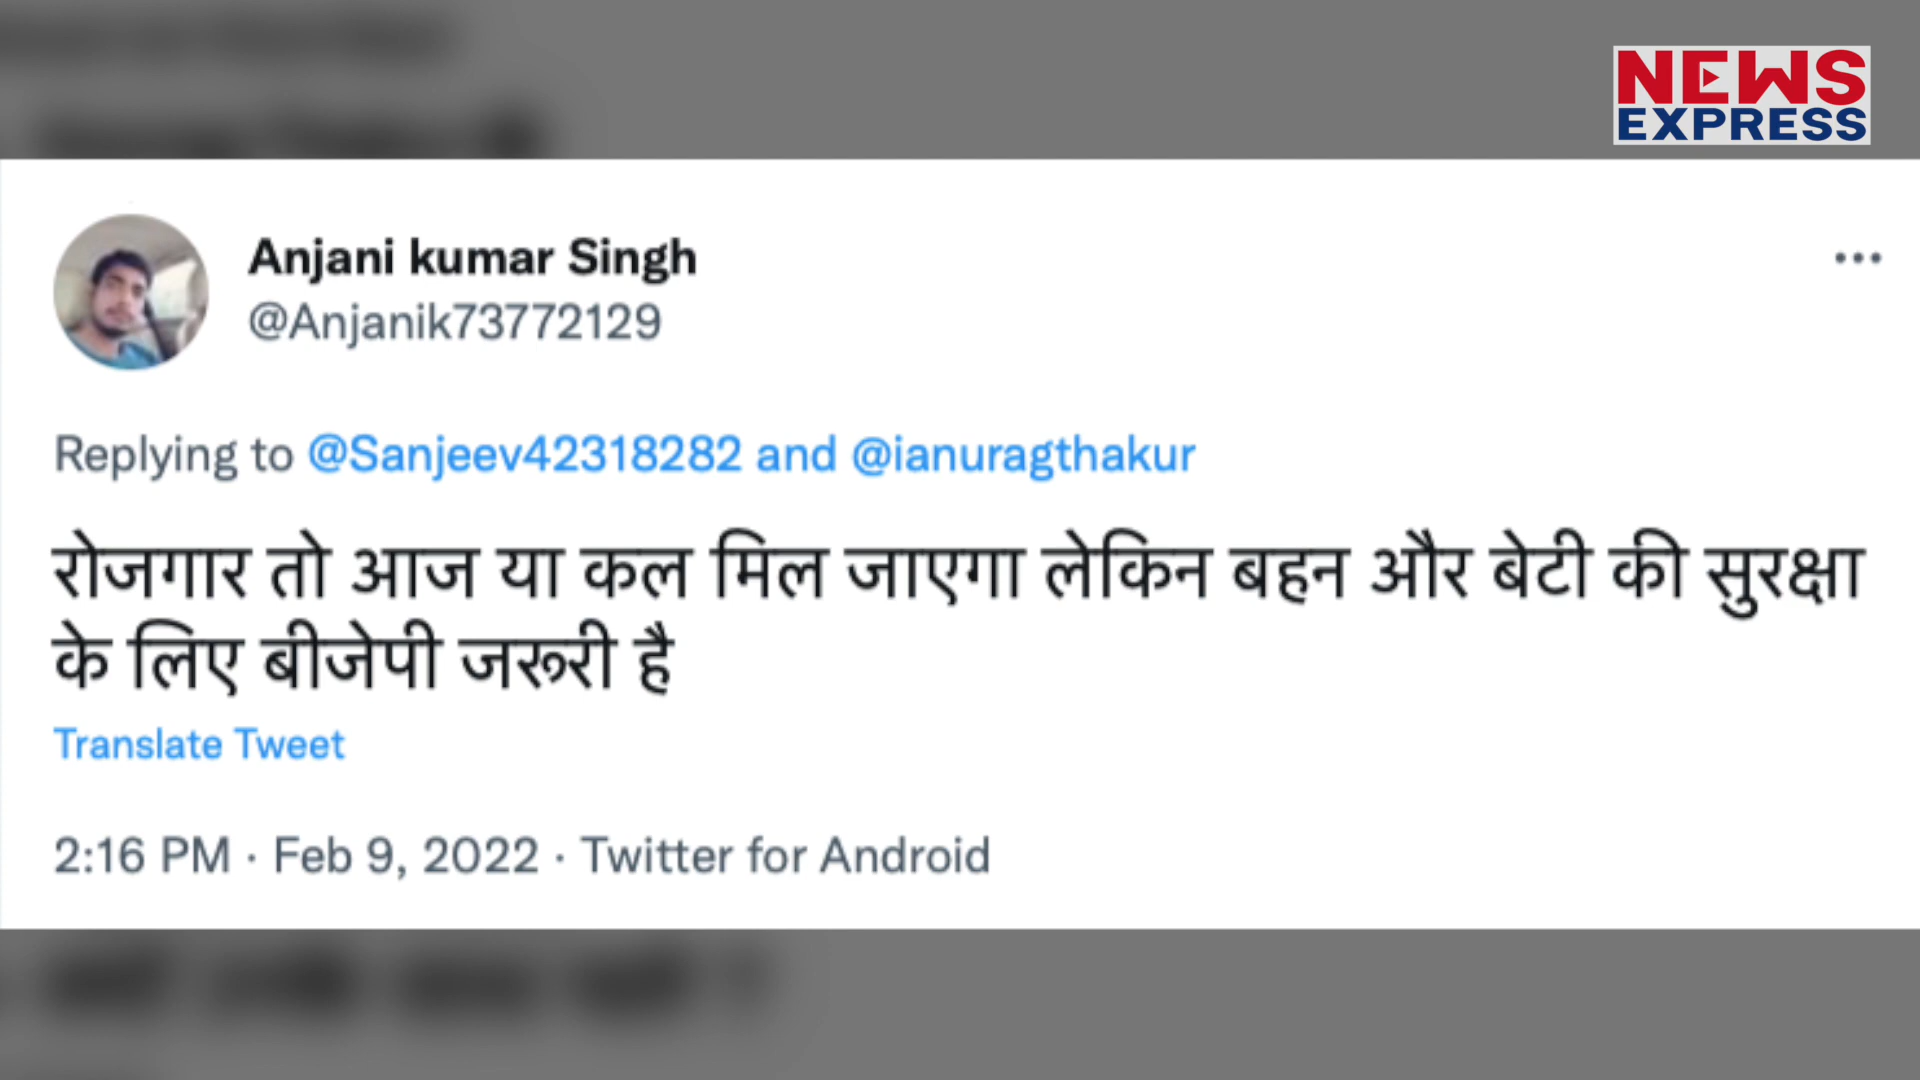 NEWS
EXPRESS
Anjani kumar Singh
@Anjanik73772129
Replying to @Sanjeev42318282 and @ianuragthakur
रोजगार तो आज या कल मिल जाएगा लेकिन बहन और बेटी की सुरक्षा
के लिए बीजेपी जरूरी है
Translate Tweet
2:16 PM · Feb 9, 2022 · Twitter for Android